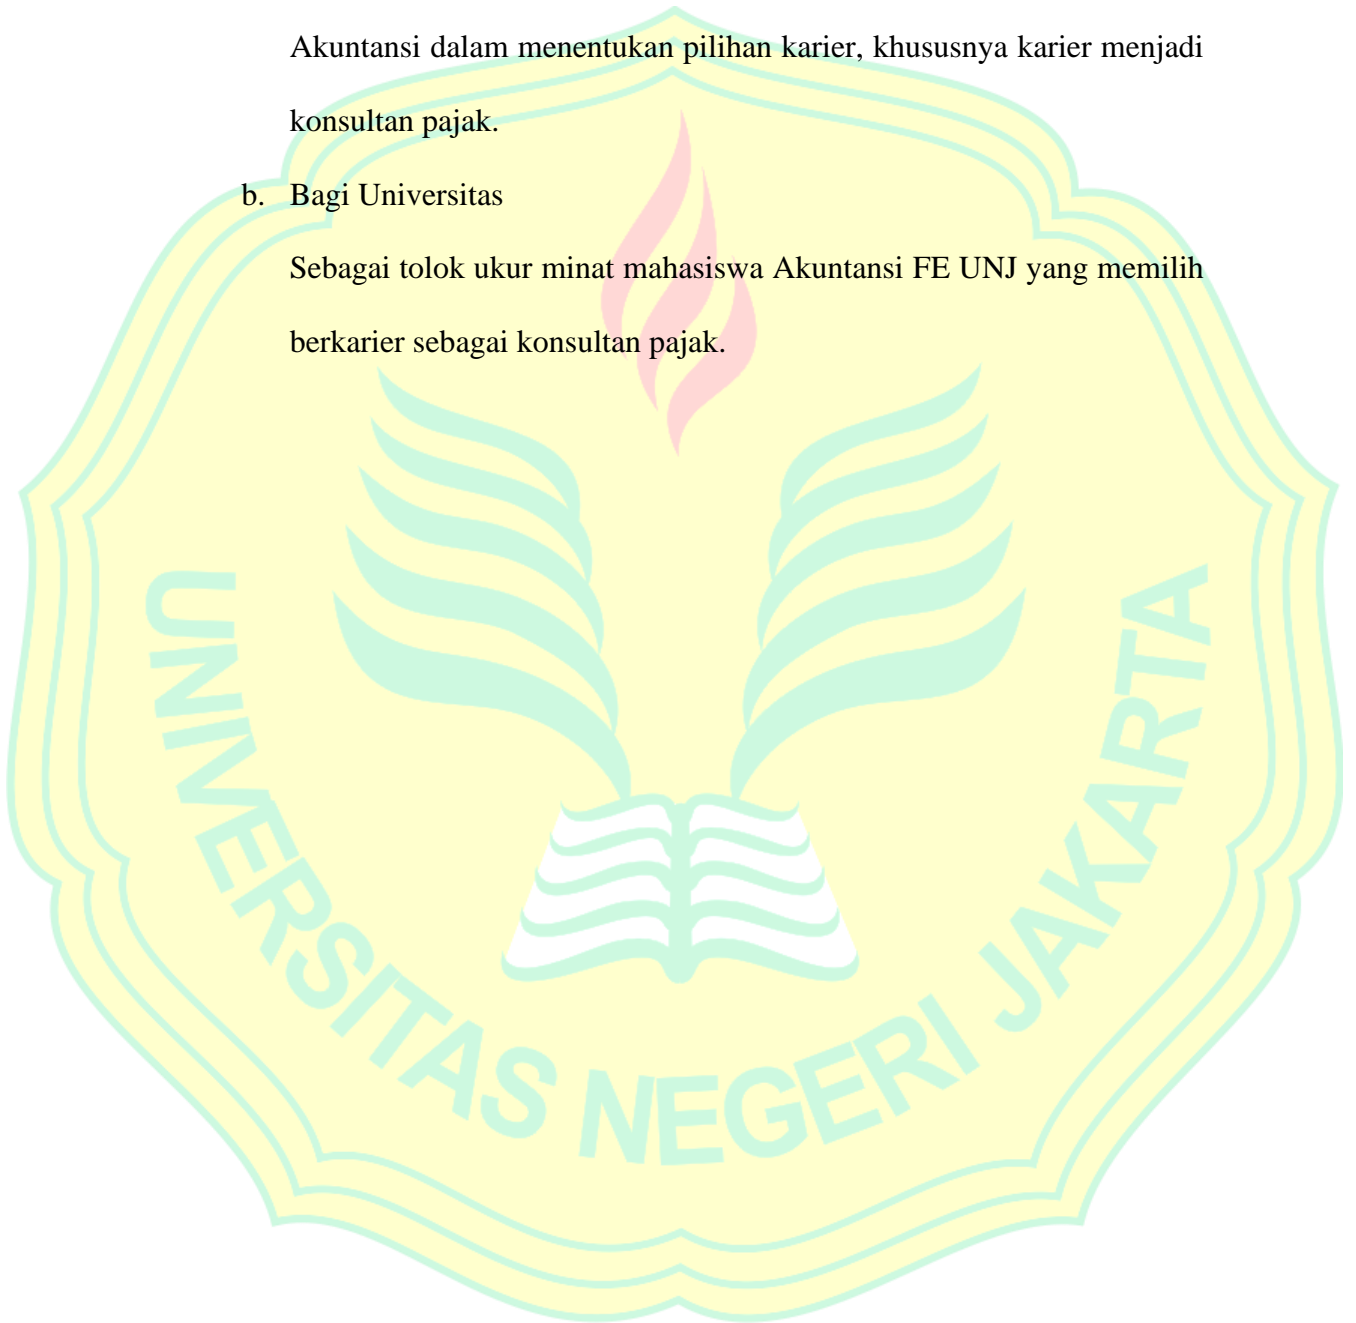 Akuntansi dalam menentukan pilihan karier, khususnya karier menjadi
konsultan pajak.
b. Bagi Universitas
Sebagai tolok ukur minat mahasiswa Akuntansi FE UNJ yang memilih
berkarier sebagai konsultan pajak.
UNIVERSITAS NEGERI JAKARTA